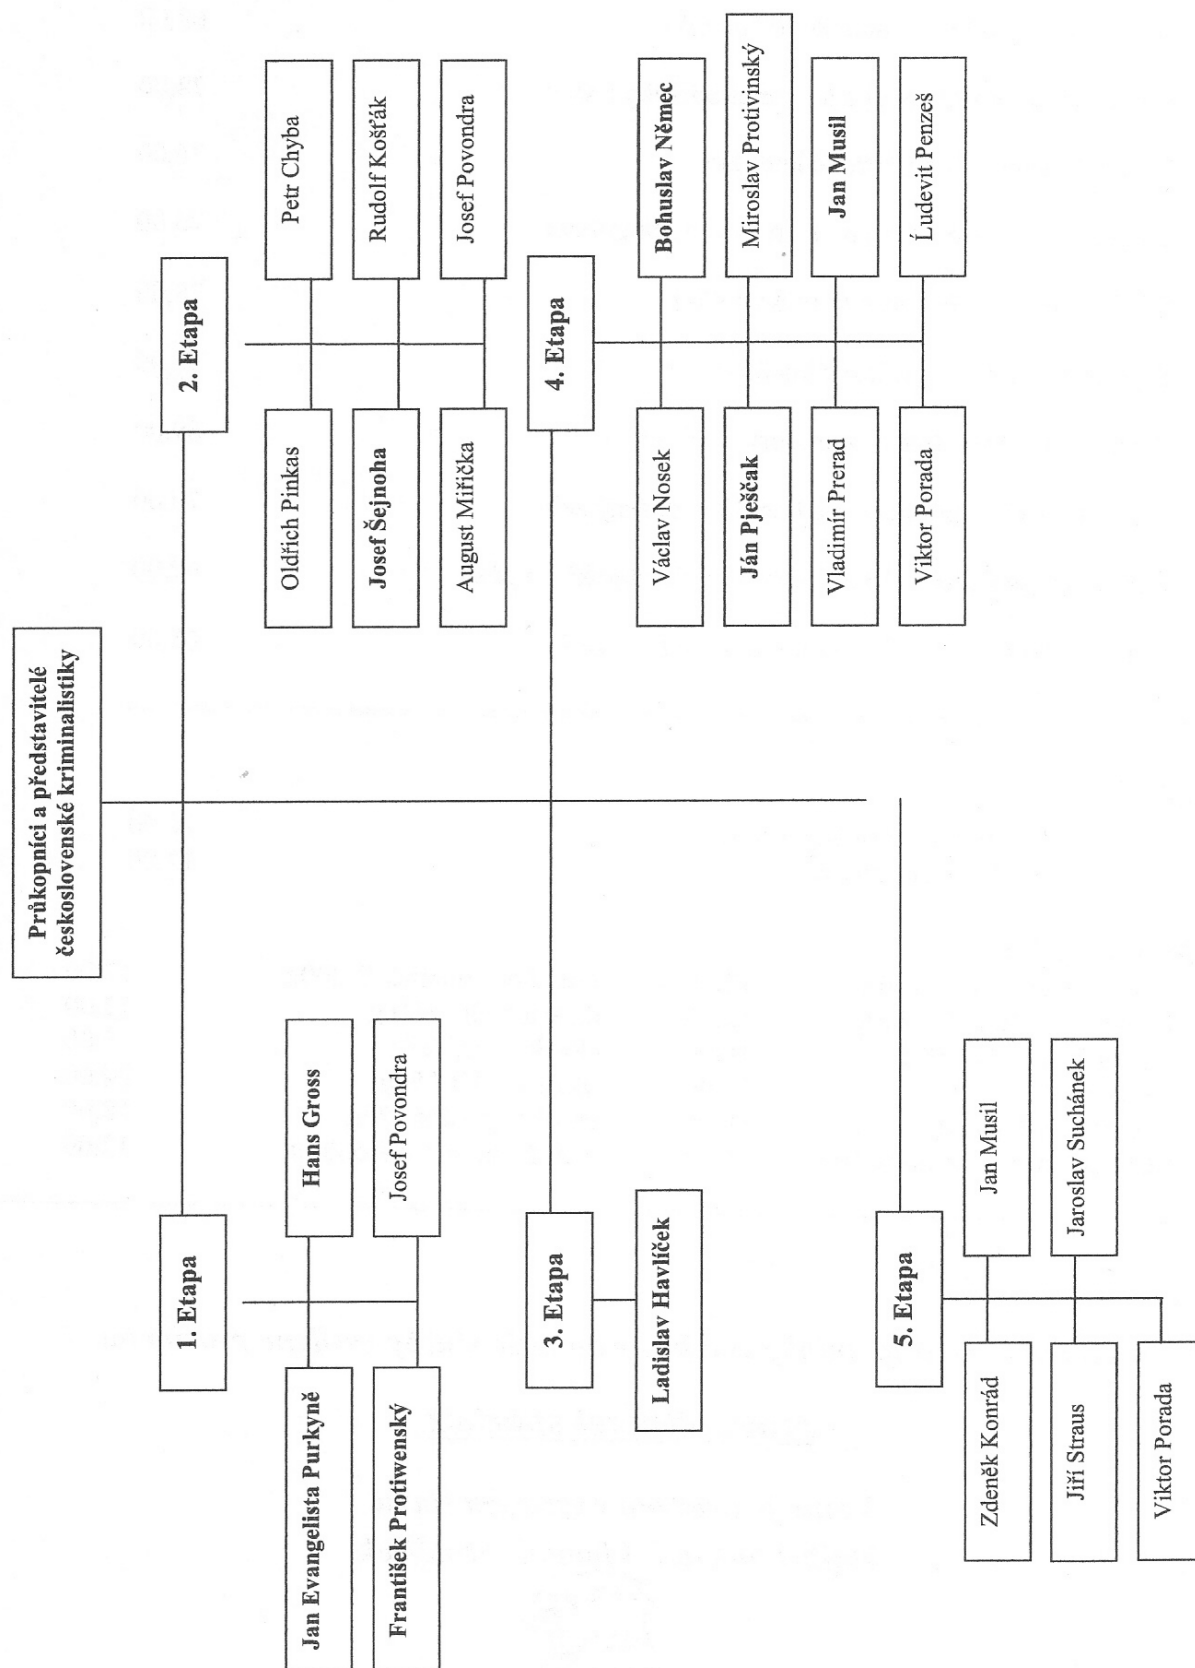 Průkopníci a představitelé
československé kriminalistiky
1. Etapa
Jan Evangelista Purkyně
Hans Gross
František Protiwenský
Josef Povondra
2. Etapa
Oldřich Pinkas
Petr Chyba
Josef Šejnoha
Rudolf Košťák
August Miřička
Josef Povondra
3. Etapa
Ladislav Havlíček
4. Etapa
Václav Nosek
Bohuslav Němec
Ján Pješčak
Miroslav Protivinský
Vladimír Prerad
Jan Musil
Viktor Porada
Ĺudevit Penzeš
5. Etapa
Zdeněk Konrád
Jan Musil
Jiří Straus
Jaroslav Suchánek
Viktor Porada